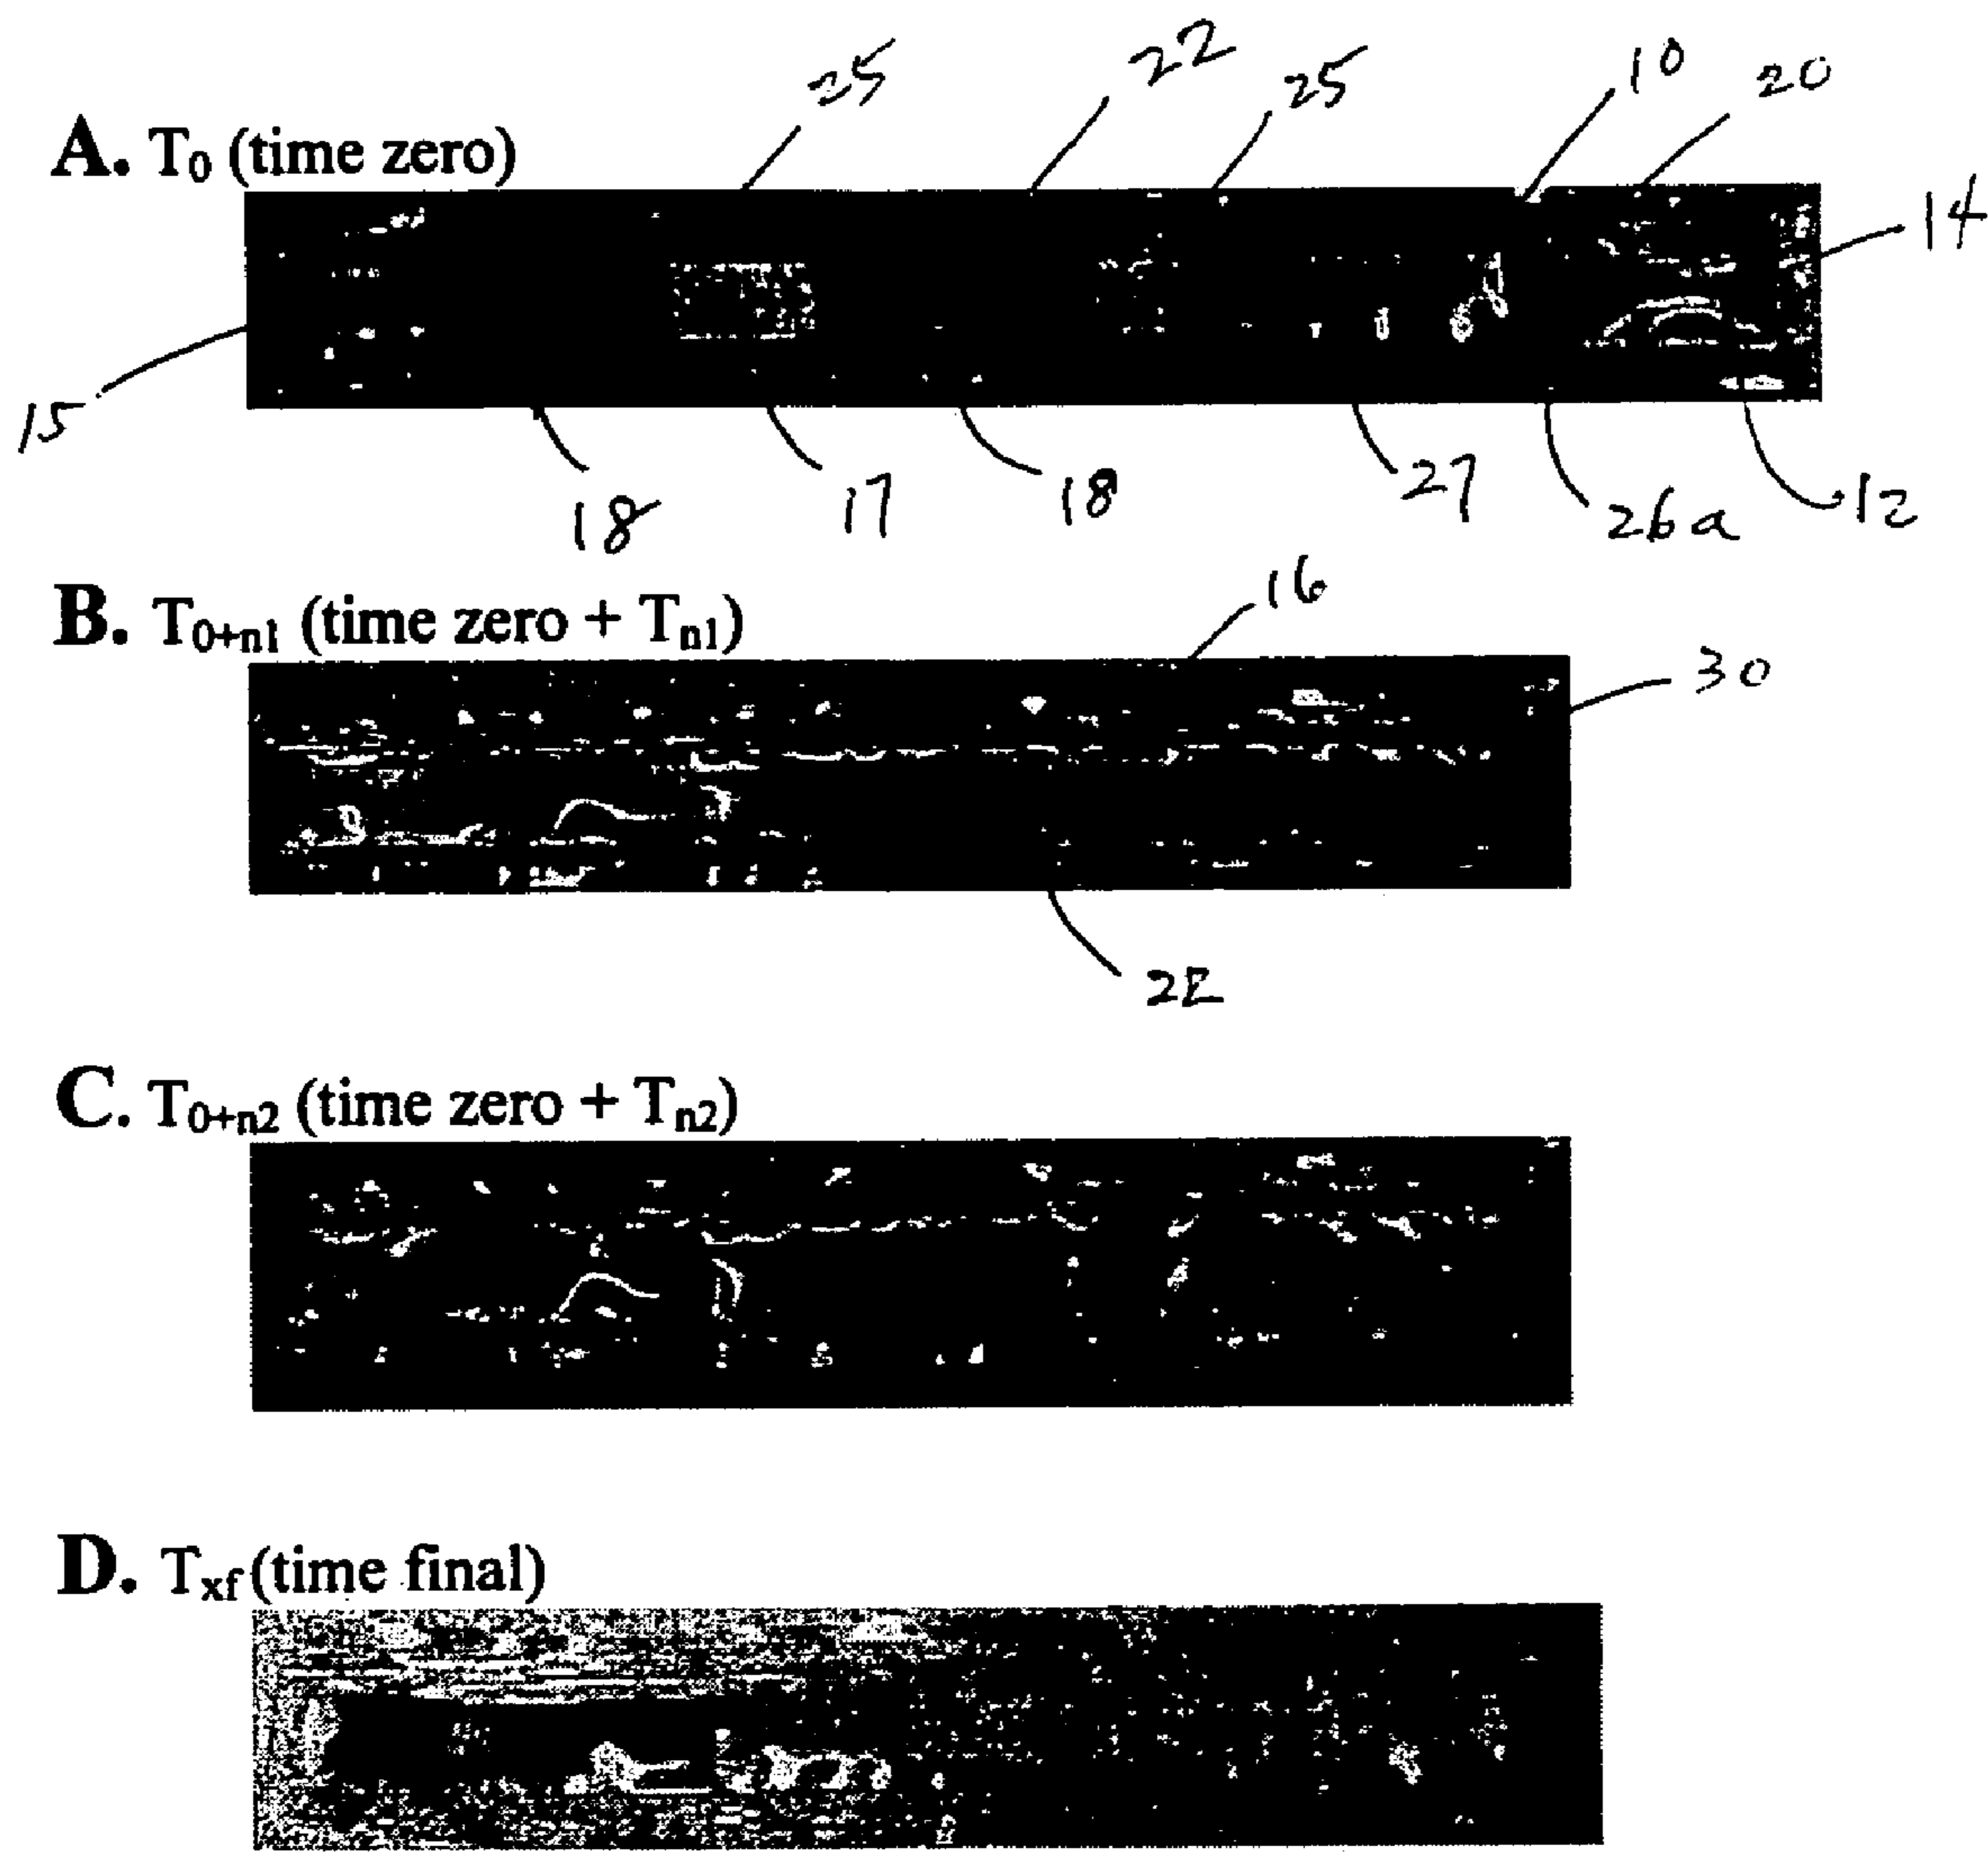 25 22 25 10 20
A. T0 (time zero)
14
15
18 17 18 27 26a 12
16
B. T0+n1 (time zero + Tn1)
30
22
C. T0+n2 (time zero + Tn2)
D. Txf (time final)